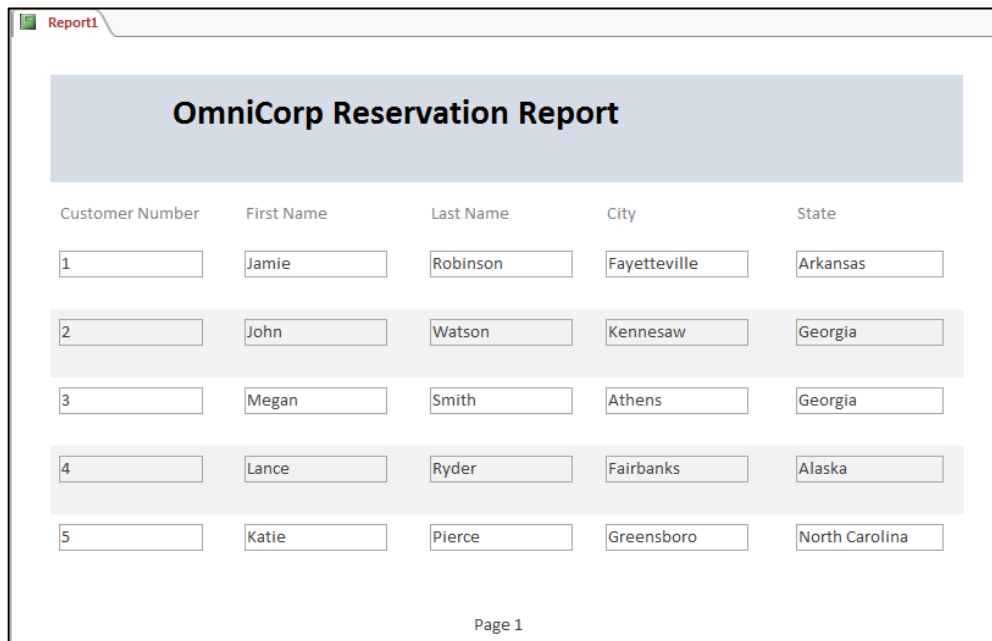 Report1
OmniCorp Reservation Report
Customer Number First Name Last Name City State
1 Jamie Robinson Fayetteville Arkansas
2 John Watson Kennesaw Georgia
3 Megan Smith Athens Georgia
4 Lance Ryder Fairbanks Alaska
5 Katie Pierce Greensboro North Carolina
Page 1